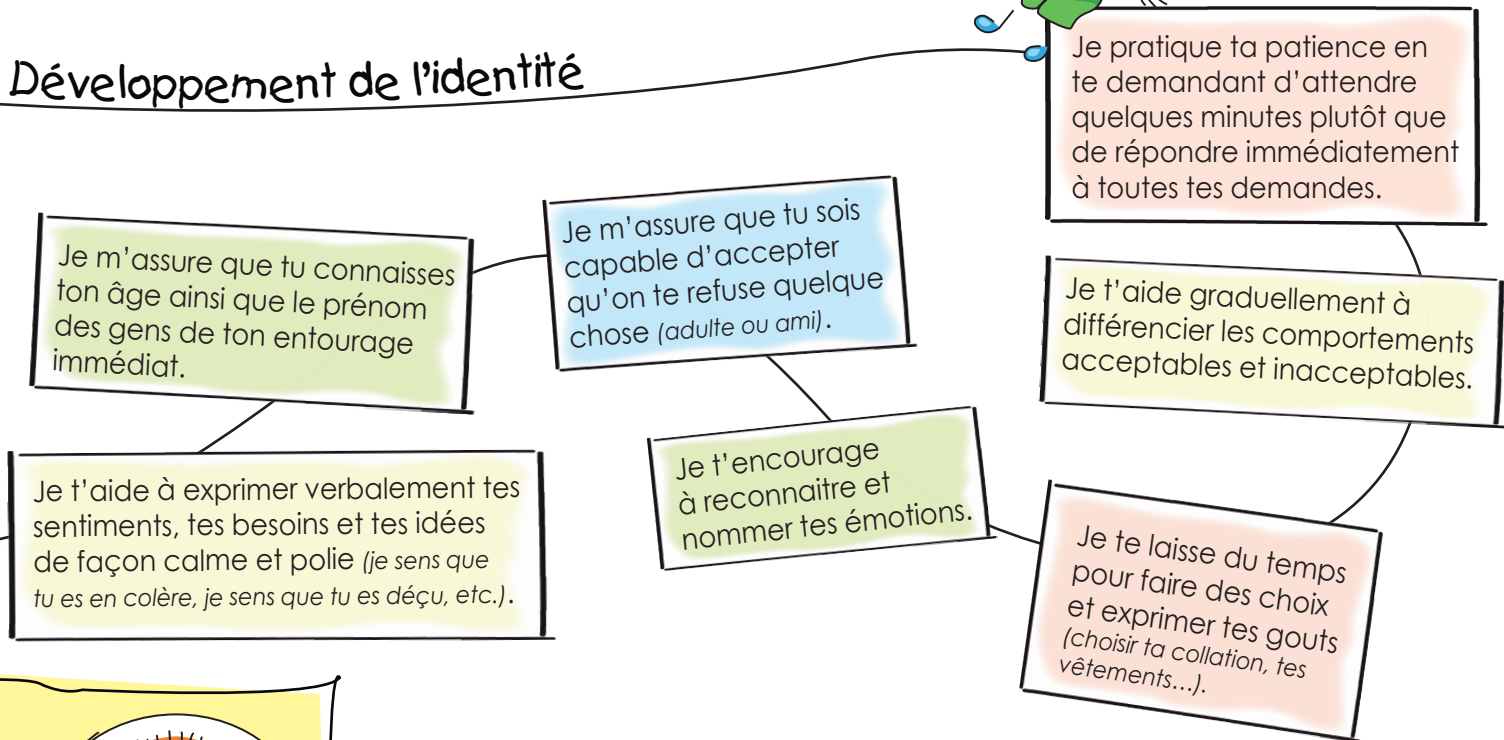 Développement de l'identité
Je pratique ta patience en
te demandant d'attendre
quelques minutes plutôt que
de répondre immédiatement
à toutes tes demandes.
Je t'aide graduellement à
différencier les comportements
acceptables et inacceptables.
Je te laisse du temps
pour faire des choix
et exprimer tes gouts
(choisir ta collation, tes
vêtements...).
Je t'encourage
à reconnaitre et
nommer tes émotions.
Je m'assure que tu sois
capable d'accepter
qu'on te refuse quelque
chose (adulte ou ami).
Je m'assure que tu connaisses
ton âge ainsi que le prénom
des gens de ton entourage
immédiat.
Je t'aide à exprimer verbalement tes
sentiments, tes besoins et tes idées
de façon calme et polie (je sens que
tu es en colère, je sens que tu es déçu, etc.).